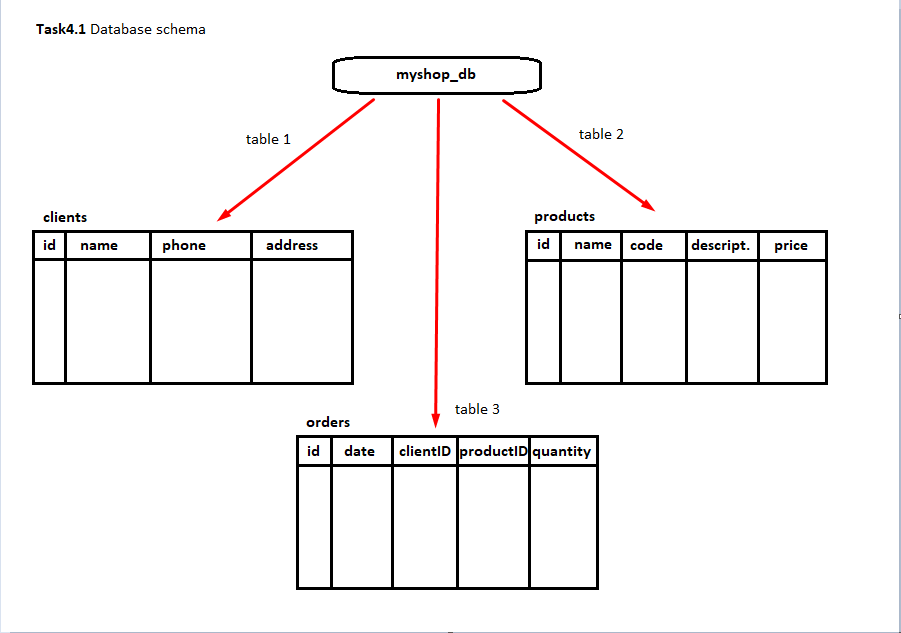 Task4.1 Database schema
myshop_db
table 1
table 2
clients
id name phone address
products
id name code descript. price
table 3
orders
id date clientID productID quantity